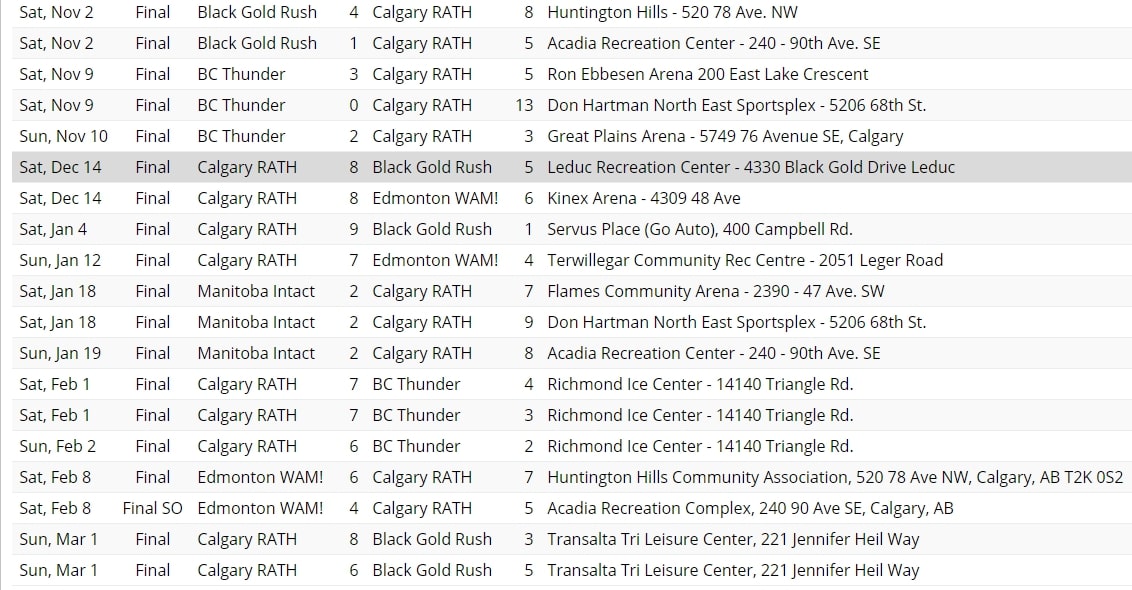 Sat, Nov 2 Final Black Gold Rush 4 Calgary RATH 8 Huntington Hills - 520 78 Ave. NW
Sat, Nov 2 Final Black Gold Rush 1 Calgary RATH 5 Acadia Recreation Center - 240 - 90th Ave. SE
Sat, Nov 9 Final BC Thunder 3 Calgary RATH 5 Ron Ebbesen Arena 200 East Lake Crescent
Sat, Nov 9 Final BC Thunder 0 Calgary RATH 13 Don Hartman North East Sportsplex - 5206 68th St.
Sun, Nov 10 Final BC Thunder 2 Calgary RATH 3 Great Plains Arena - 5749 76 Avenue SE, Calgary
Sat, Dec 14 Final Calgary RATH 8 Black Gold Rush 5 Leduc Recreation Center - 4330 Black Gold Drive Leduc
Sat, Dec 14 Final Calgary RATH 8 Edmonton WAM! 6 Kinex Arena - 4309 48 Ave
Sat, Jan 4 Final Calgary RATH 9 Black Gold Rush 1 Servus Place (Go Auto), 400 Campbell Rd.
Sun, Jan 12 Final Calgary RATH 7 Edmonton WAM! 4 Terwillegar Community Rec Centre - 2051 Leger Road
Sat, Jan 18 Final Manitoba Intact 2 Calgary RATH 7 Flames Community Arena - 2390 - 47 Ave. SW
Sat, Jan 18 Final Manitoba Intact 2 Calgary RATH 9 Don Hartman North East Sportsplex - 5206 68th St.
Sun, Jan 19 Final Manitoba Intact 2 Calgary RATH 8 Acadia Recreation Center - 240 - 90th Ave. SE
Sat, Feb 1 Final Calgary RATH 7 BC Thunder 4 Richmond Ice Center - 14140 Triangle Rd.
Sat, Feb 1 Final Calgary RATH 7 BC Thunder 3 Richmond Ice Center - 14140 Triangle Rd.
Sun, Feb 2 Final Calgary RATH 6 BC Thunder 2 Richmond Ice Center - 14140 Triangle Rd.
Sat, Feb 8 Final Edmonton WAM! 6 Calgary RATH 7 Huntington Hills Community Association, 520 78 Ave NW, Calgary, AB T2K 0S2
Sat, Feb 8 Final SO Edmonton WAM! 4 Calgary RATH 5 Acadia Recreation Complex, 240 90 Ave SE, Calgary, AB
Sun, Mar 1 Final Calgary RATH 8 Black Gold Rush 3 Transalta Tri Leisure Center, 221 Jennifer Heil Way
Sun, Mar 1 Final Calgary RATH 6 Black Gold Rush 5 Transalta Tri Leisure Center, 221 Jennifer Heil Way